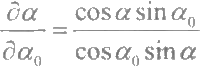 ∂α/∂α₀ = cos α sin α₀ / cos α₀ sin α